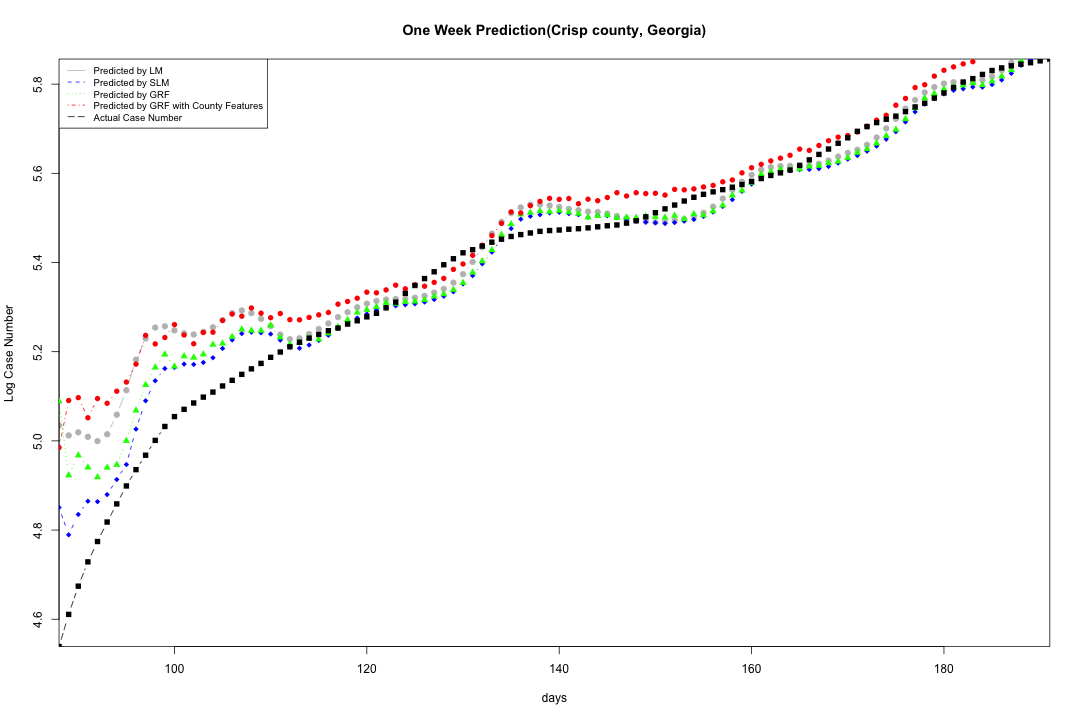 One Week Prediction(Crisp county, Georgia)
Predicted by LM
Predicted by SLM
Predicted by GRF
Predicted by GRF with County Features
Actual Case Number
5.8
5.6
5.4
5.2
5.0
4.8
4.6
Log Case Number
100 120 140 160 180
days